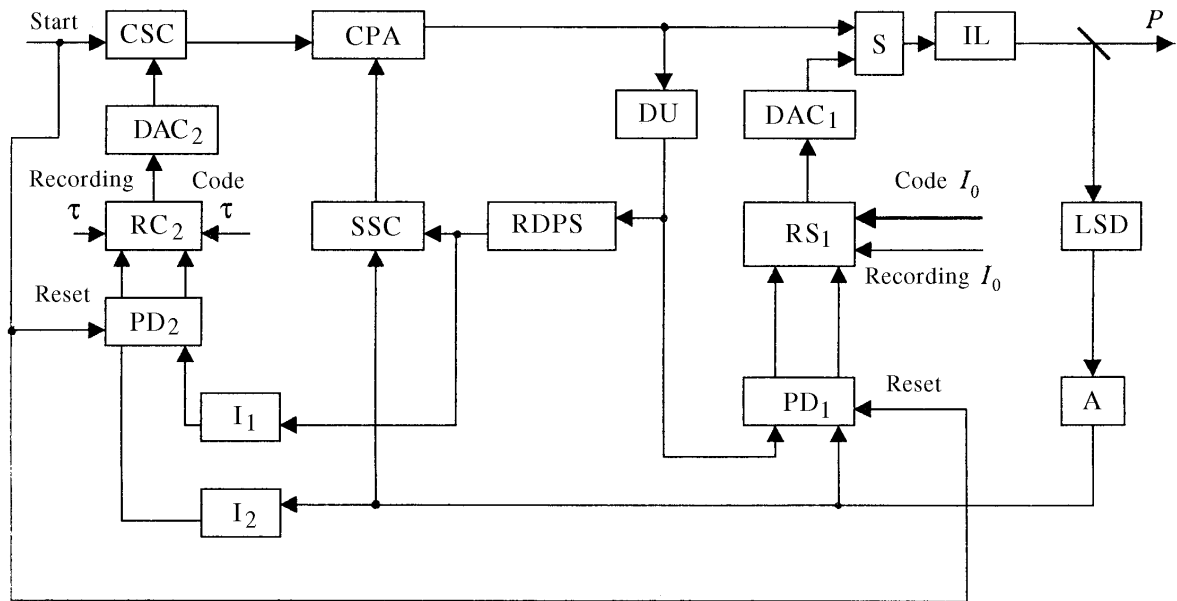 Start
CSC
CPA
S
IL
P
DAC2
DU
DAC1
Recording
τ
Code
τ
RC2
SSC
RDPS
RS1
Code I0
Recording I0
LSD
Reset
PD2
PD1
Reset
A
I1
I2